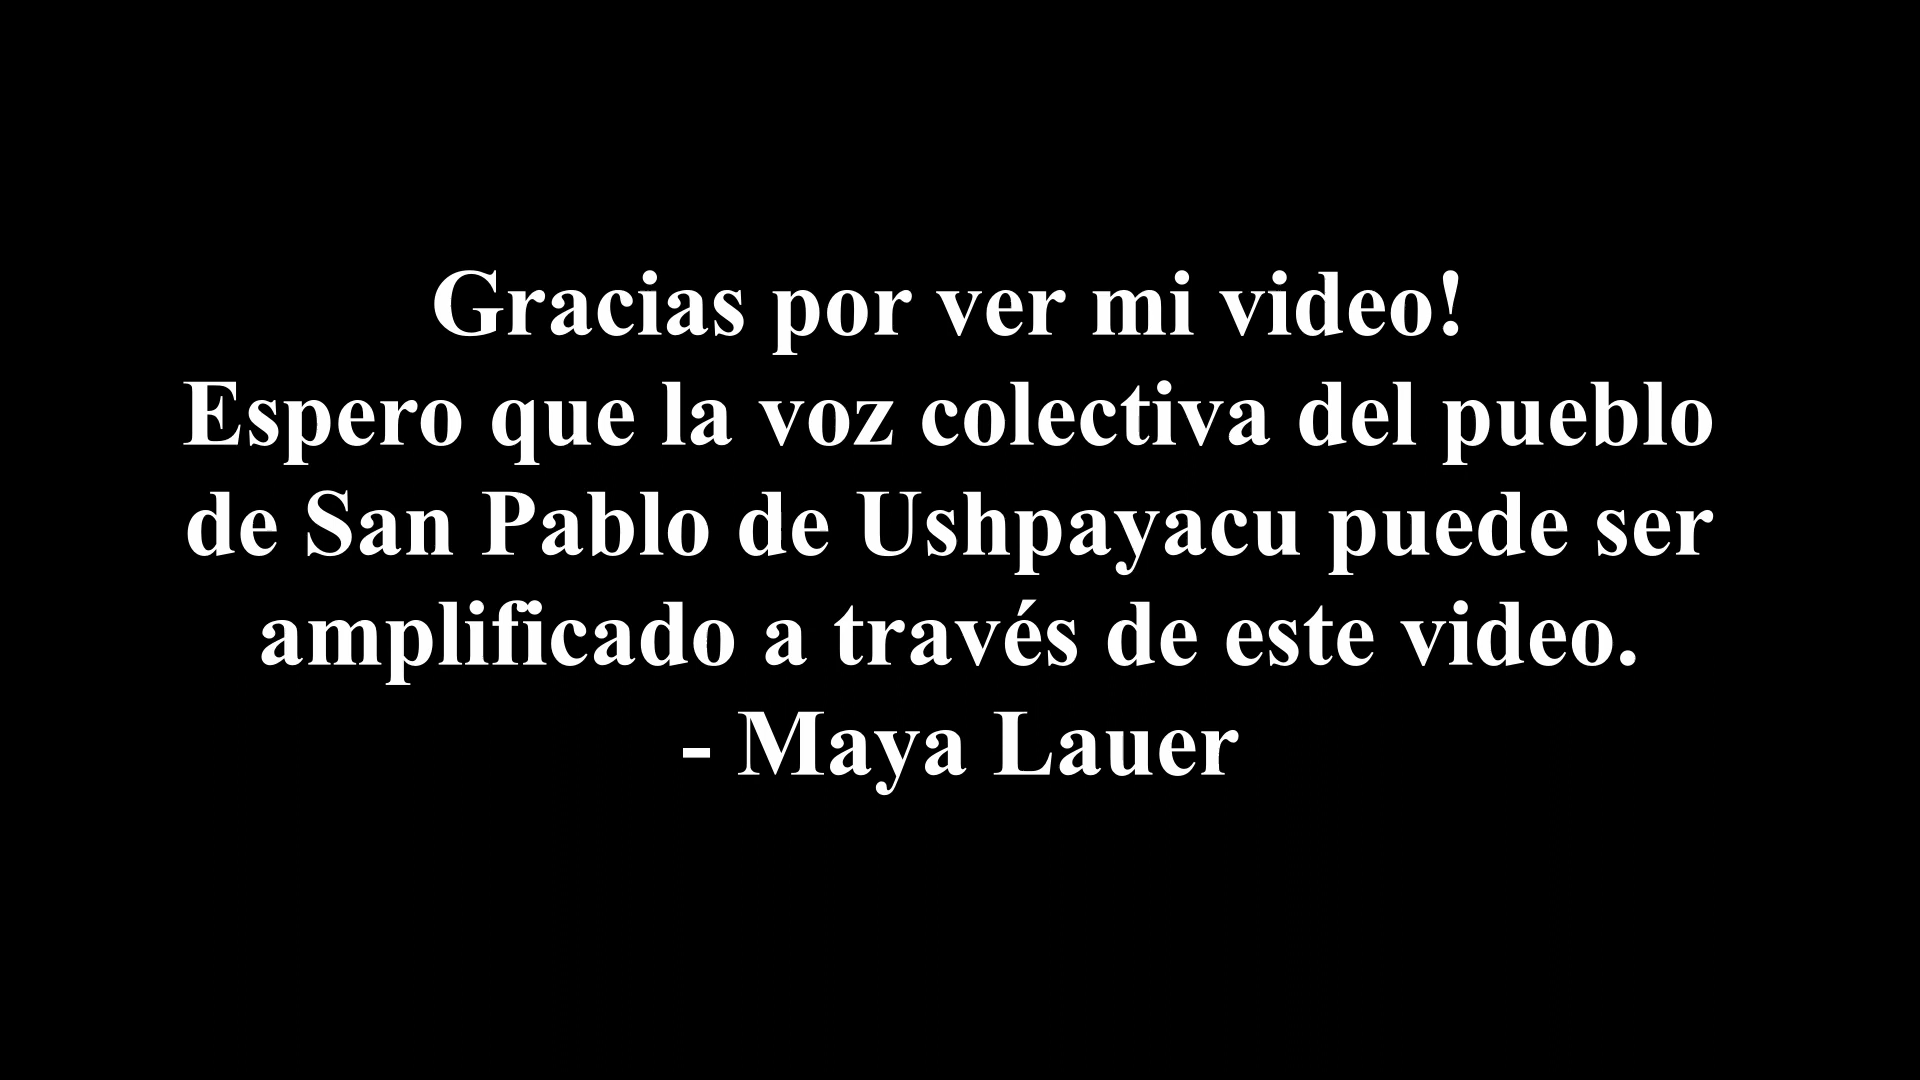 Gracias por ver mi video!
Espero que la voz colectiva del pueblo
de San Pablo de Ushpayacu puede ser
amplificado a través de este video.
- Maya Lauer